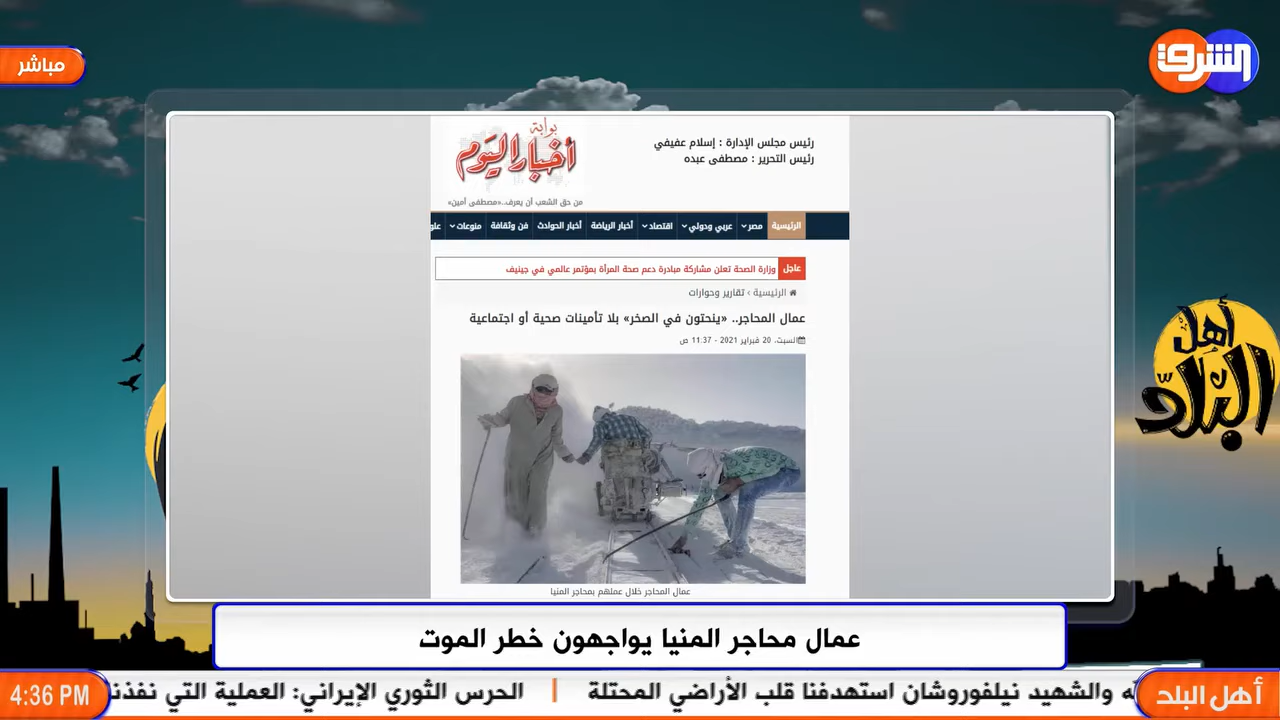 مباشر
الشرق
بوابة
أخبار اليوم
من حق الشعب أن يعرف..«مصطفى أمين»
رئيس مجلس الإدارة : إسلام عفيفي
رئيس التحرير : مصطفى عبده
الرئيسية مصر عربي ودولي اقتصاد أخبار الرياضة أخبار الحوادث فن وثقافة منوعات علو
عاجل وزارة الصحة تعلن مشاركة مبادرة دعم صحة المرأة بمؤتمر عالمي في جينيف
الرئيسية › تقارير وحوارات
عمال المحاجر.. «ينحتون في الصخر» بلا تأمينات صحية أو اجتماعية
السبت، 20 فبراير 2021 - 11:37 ص
عمال المحاجر خلال عملهم بمحاجر المنيا
أهل
البلد
عمال محاجر المنيا يواجهون خطر الموت
أهل البلد
ه والشهيد نيلفوروشان استهدفنا قلب الأراضي المحتلة | الحرس الثوري الإيراني: العملية التي نفذن
4:36 PM